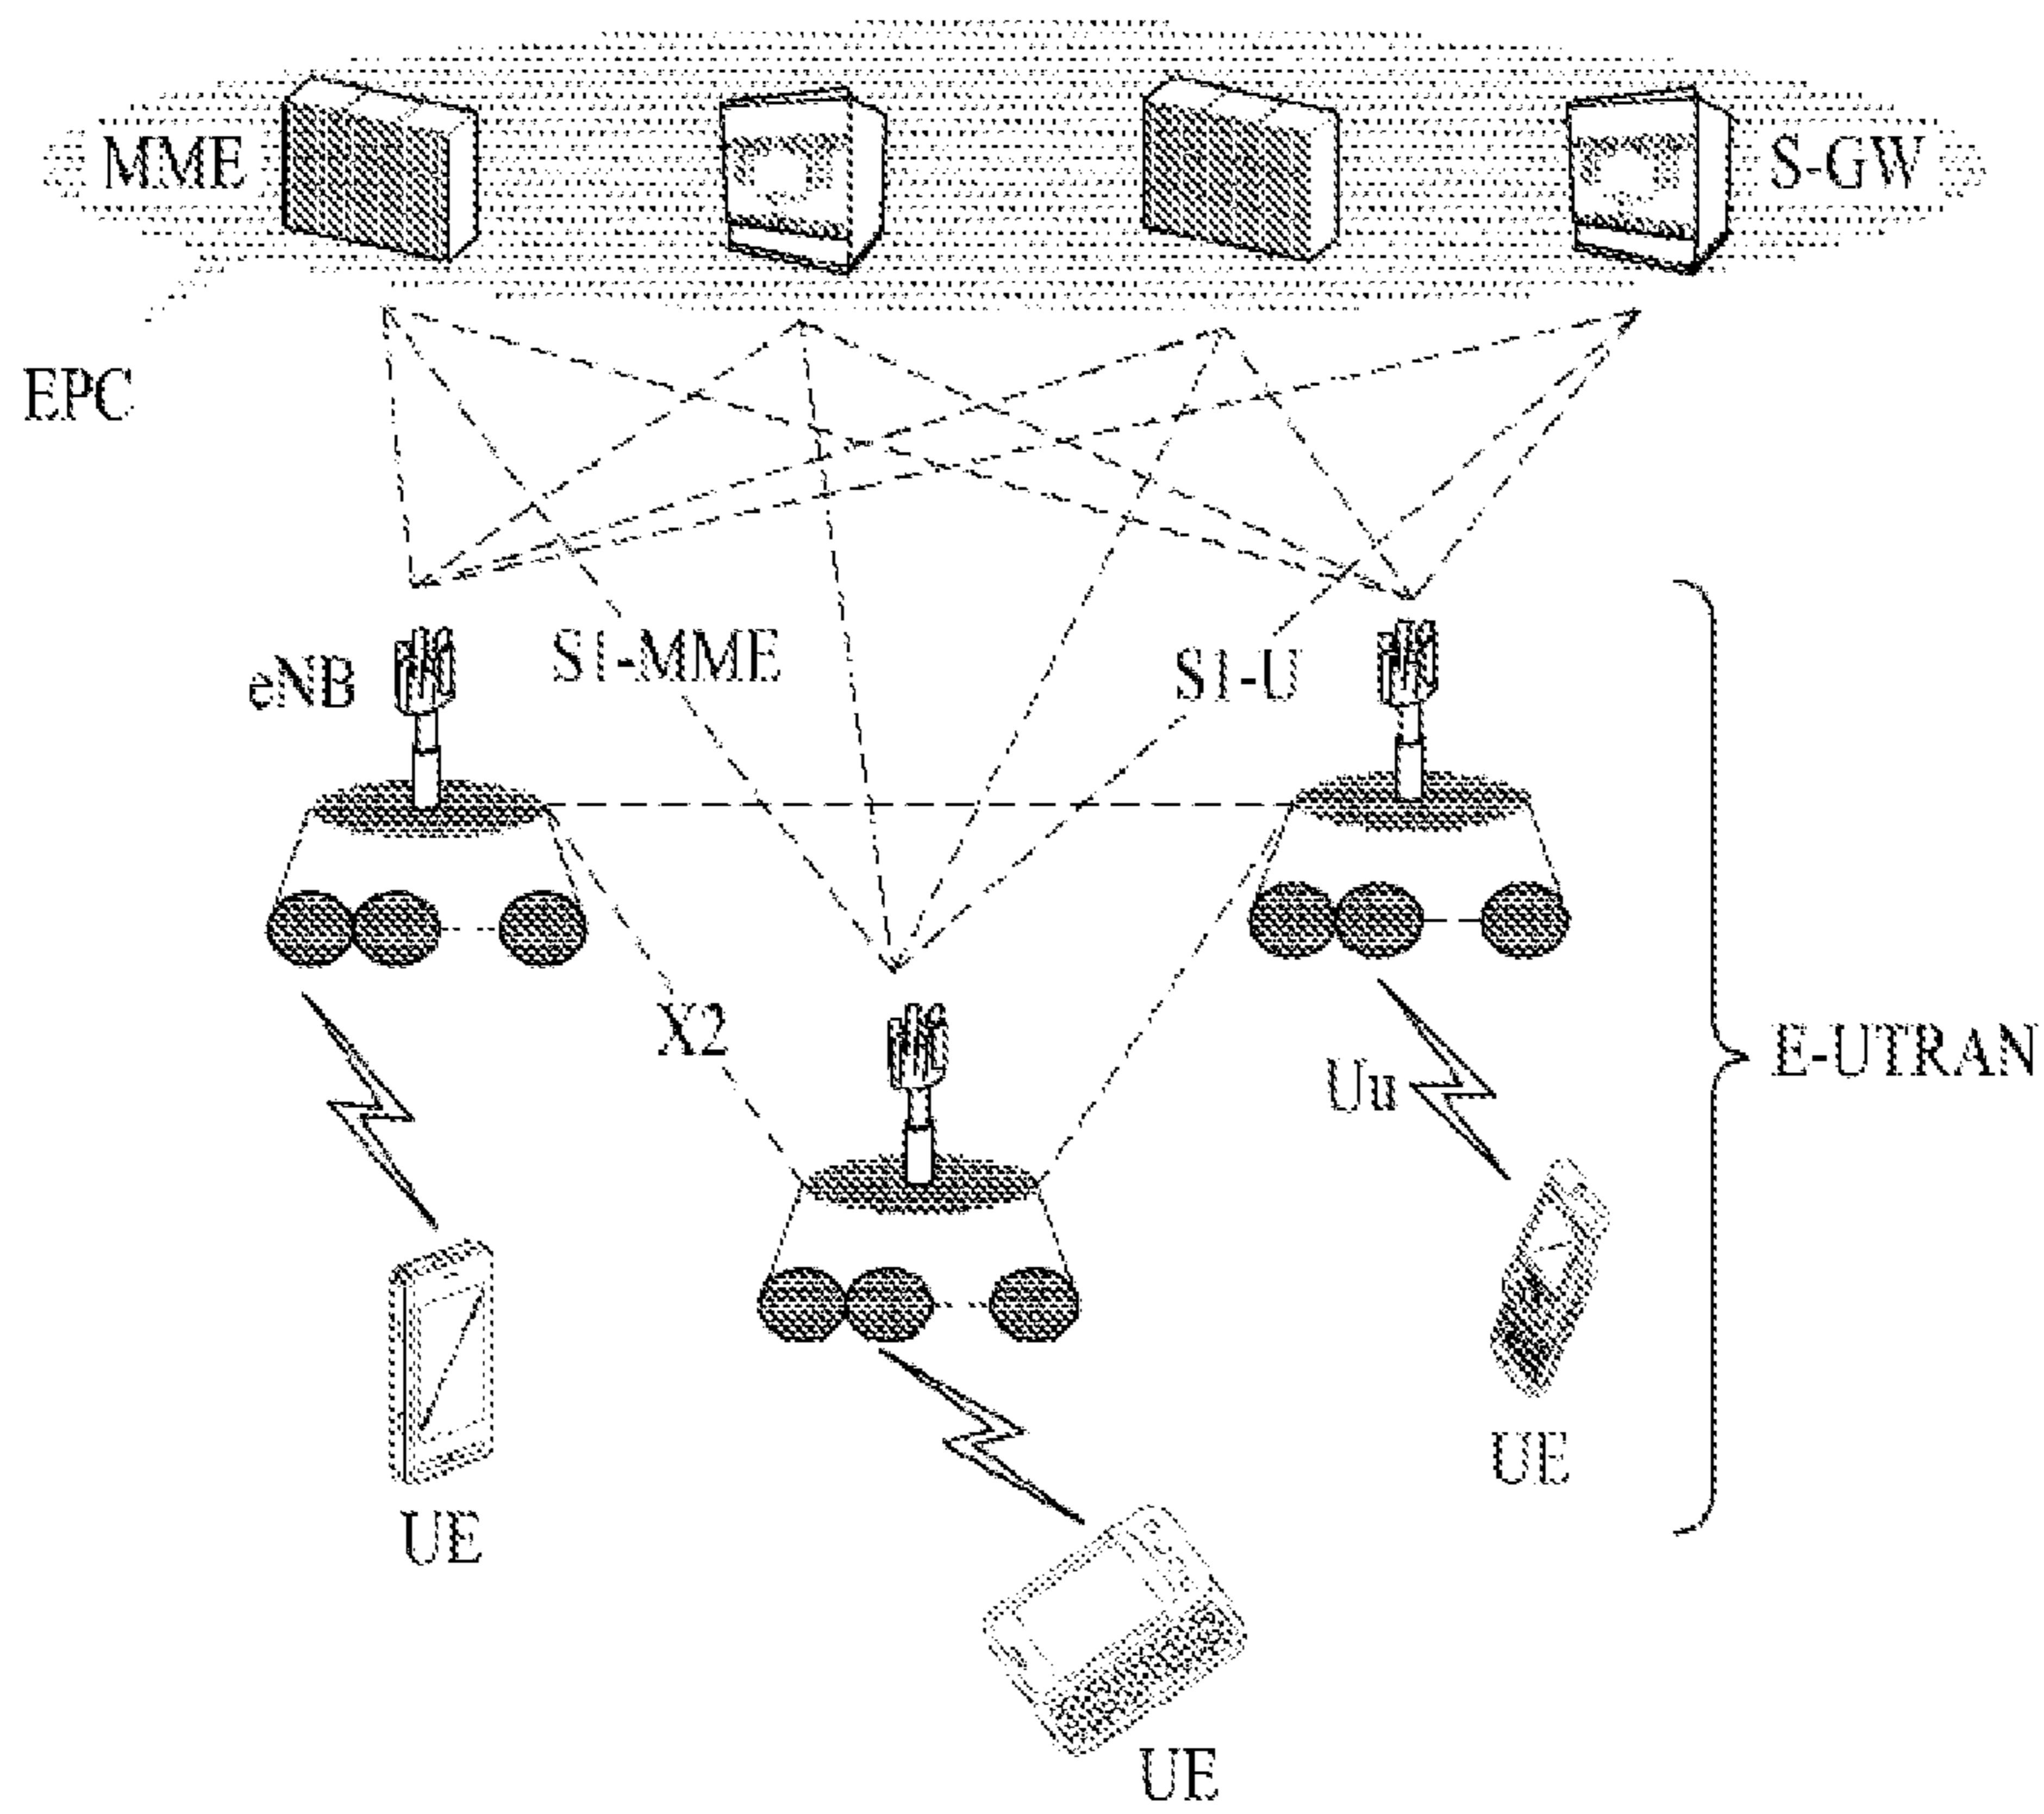 MME
S-GW
EPC
eNB
S1-MME
S1-U
X2
Uu
E-UTRAN
UE
UE
UE